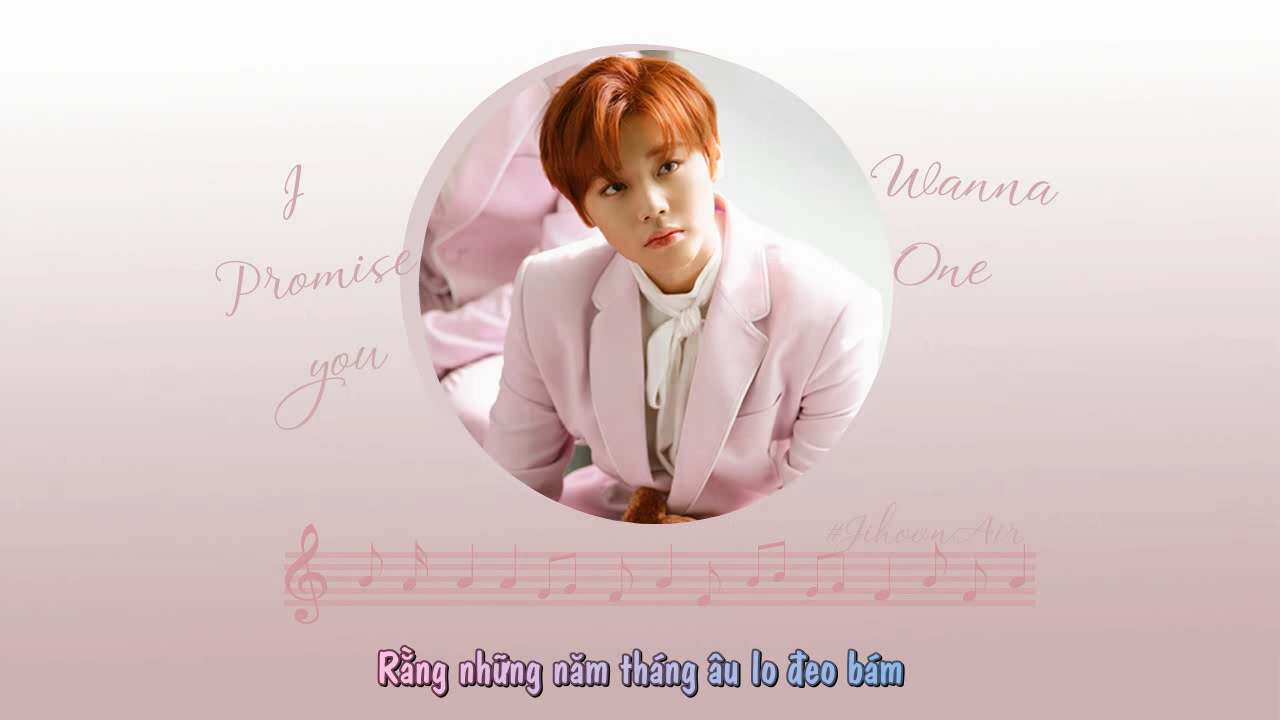 I
Promise
you
Wanna
One
#JihoonAir
Rằng những năm tháng âu lo đeo bám